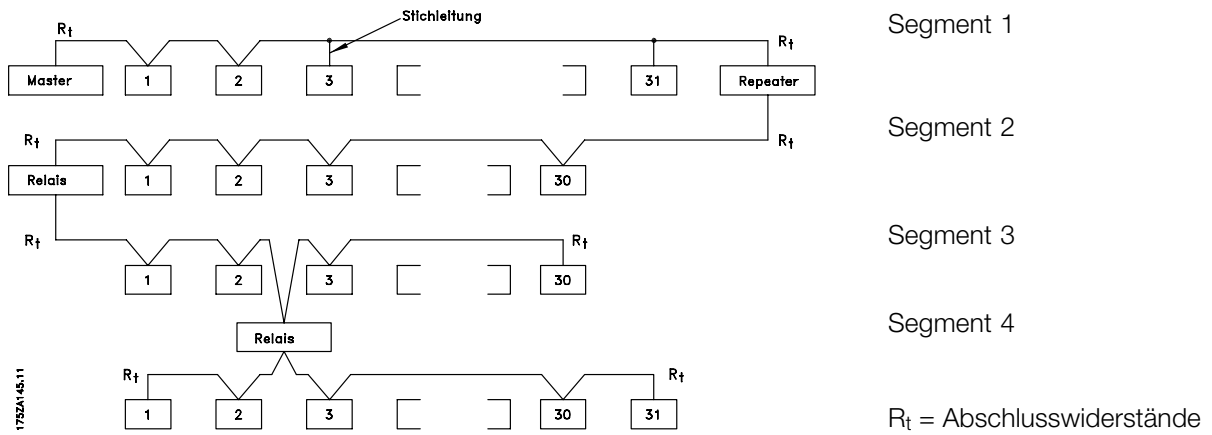 Stichleitung
Rt Rt Segment 1
Master 1 2 3 31 Repeater
Segment 2
Rt Rt
Relais 1 2 3 30
Rt Rt Segment 3
1 2 3 30
Segment 4
Relais
Rt Rt
1 2 3 30 31
175ZA145.11
Rt = Abschlusswiderstände